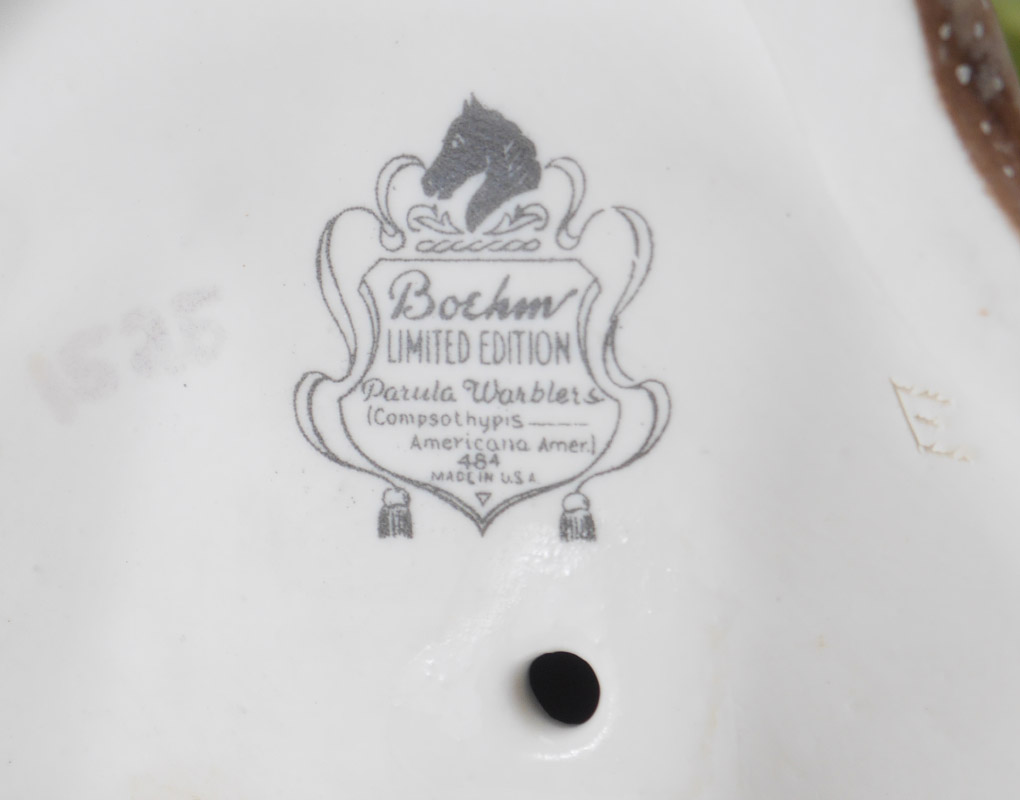 Boehm
LIMITED EDITION
Parula Warblers
(Compsothypis——
Americana Amer.)
484
MADE IN U.S.A
E